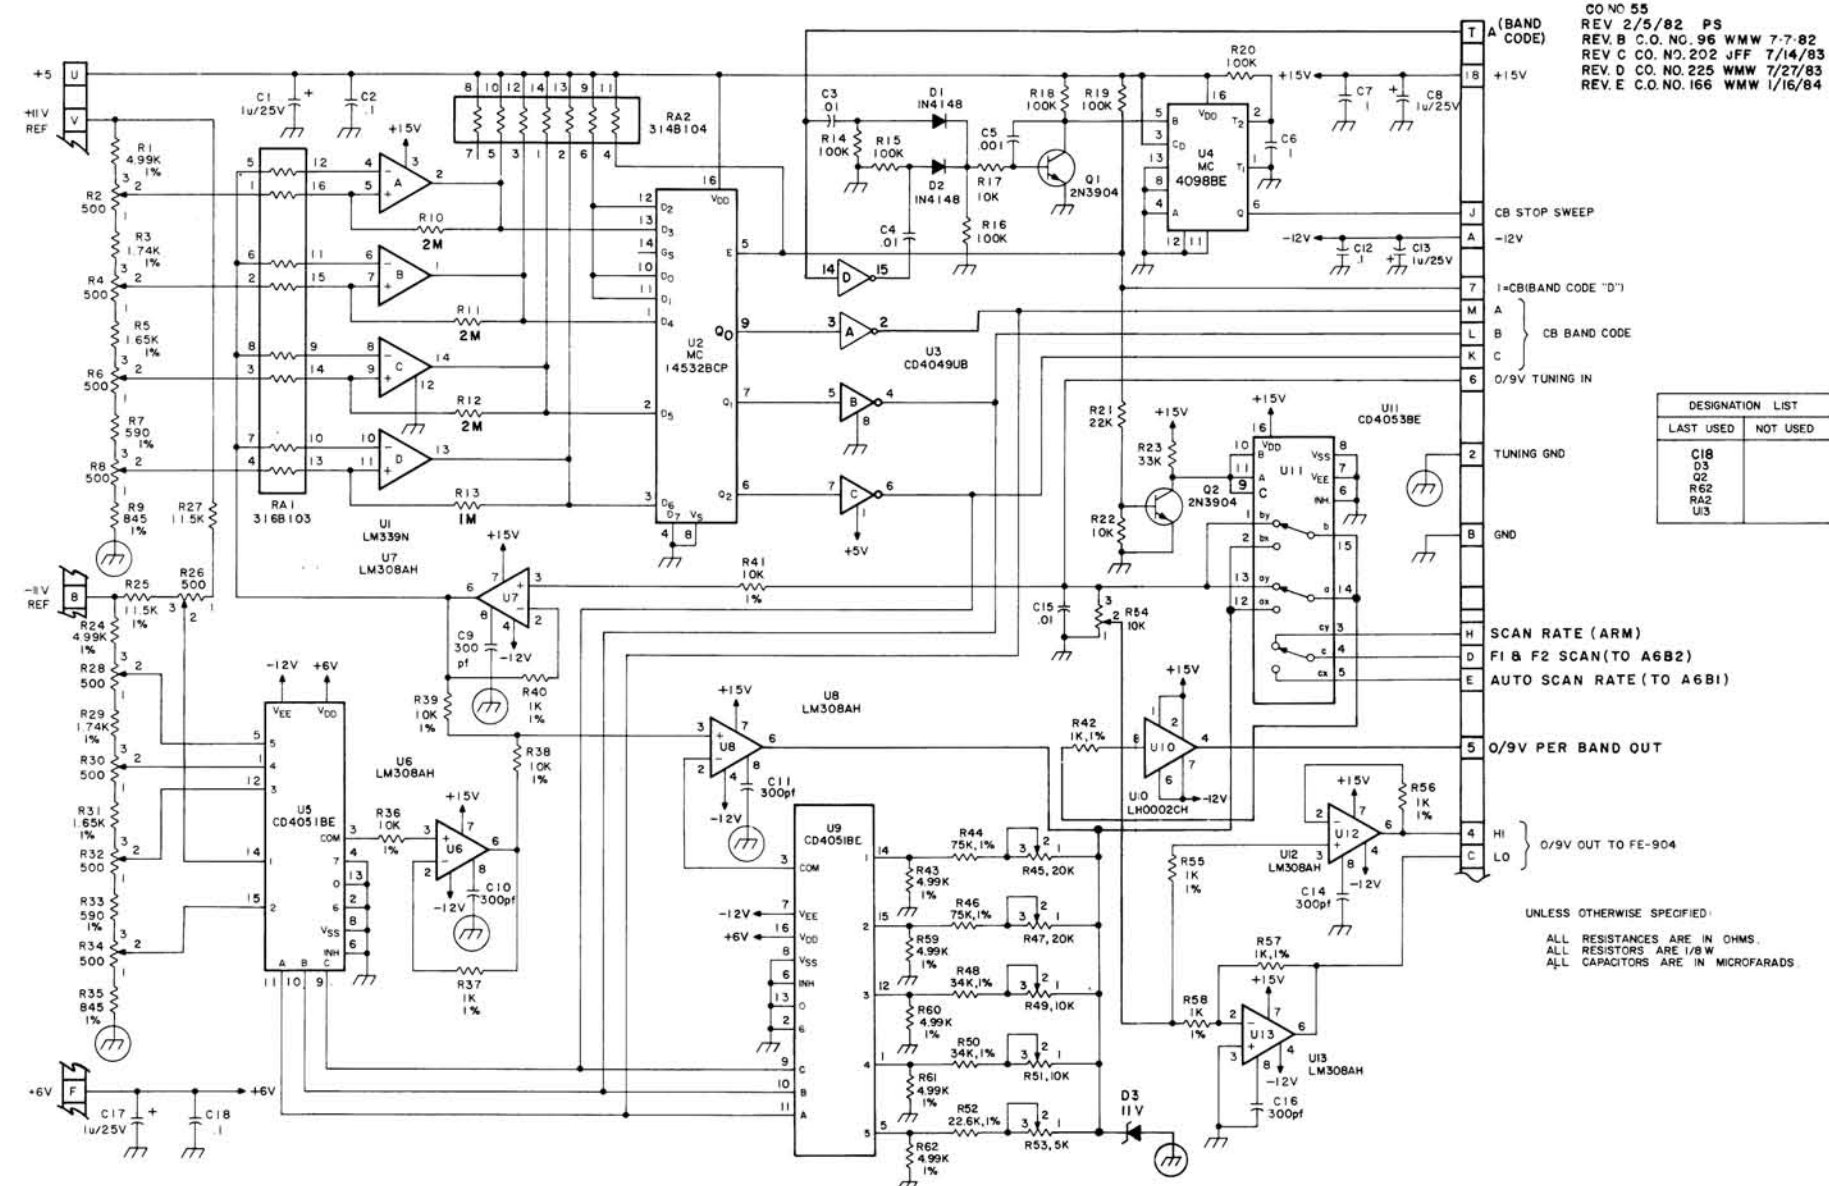 CO NO 55
REV 2/5/82 PS
REV. B C.O. NO. 96 WMW 7-7-82
REV C CO. NO. 202 JFF 7/14/83
REV. D CO. NO. 225 WMW 7/27/83
REV. E C.O. NO. 166 WMW 1/16/84
T A (BAND CODE)
18 +15V
J CB STOP SWEEP
A -12V
7 1=CB(BAND CODE "D")
M A
L B
K C
CB BAND CODE
6 0/9V TUNING IN
2 TUNING GND
B GND
H SCAN RATE (ARM)
D F1 & F2 SCAN (TO A6B2)
E AUTO SCAN RATE (TO A6B1)
5 0/9V PER BAND OUT
4 HI
C LO
0/9V OUT TO FE-904
DESIGNATION LIST
LAST USED NOT USED
C18
D3
Q2
R62
RA2
U13
UNLESS OTHERWISE SPECIFIED:
ALL RESISTANCES ARE IN OHMS.
ALL RESISTORS ARE 1/8 W
ALL CAPACITORS ARE IN MICROFARADS.
+5 U
+11V REF V
-11V REF 8
+6V F
+6V
C1 1u/25V
C2 .1
R1 4.99K 1%
R2 500
R3 1.74K 1%
R4 500
R5 1.65K 1%
R6 500
R7 590 1%
R8 500
R9 845 1%
R27 11.5K
RA1 316B103
RA2 314B104
U1 LM339N
U7 LM308AH
R10 2M
R11 2M
R12 2M
R13 1M
U2 MC 14532BCP
C3 .01
D1 IN4148
R14 100K
R15 100K
D2 IN4148
C4 .01
C5 .001
R17 10K
R16 100K
R18 100K
R19 100K
Q1 2N3904
U4 MC 4098BE
R20 100K
C6 .1
C7 .1
C8 1u/25V
C12 .1
C13 1u/25V
U3 CD4049UB
R21 22K
R22 10K
R23 33K
Q2 2N3904
U11 CD4053BE
R25 11.5K 1%
R26 500
R24 4.99K 1%
R28 500
R29 1.74K 1%
R30 500
R31 1.65K 1%
R32 500
R33 590 1%
R34 500
R35 845 1%
U5 CD4051BE
R36 10K 1%
U6 LM308AH
C10 300pf
R37 1K 1%
R38 10K 1%
R39 10K 1%
R40 1K 1%
C9 300 pf
R41 10K 1%
C15 .01
R54 10K
U8 LM308AH
C11 300pf
R42 1K,1%
U10 LH0002CH
U9 CD4051BE
R43 4.99K 1%
R44 75K,1%
R45, 20K
R46 75K,1%
R47, 20K
R59 4.99K 1%
R48 34K,1%
R49, 10K
R60 4.99K 1%
R50 34K,1%
R51, 10K
R61 4.99K 1%
R52 22.6K,1%
R53, 5K
R62 4.99K 1%
D3 11V
R55 1K 1%
R56 1K 1%
U12 LM308AH
C14 300pf
R57 1K,1%
R58 1K 1%
U13 LM308AH
C16 300pf
C17 1u/25V
C18 .1